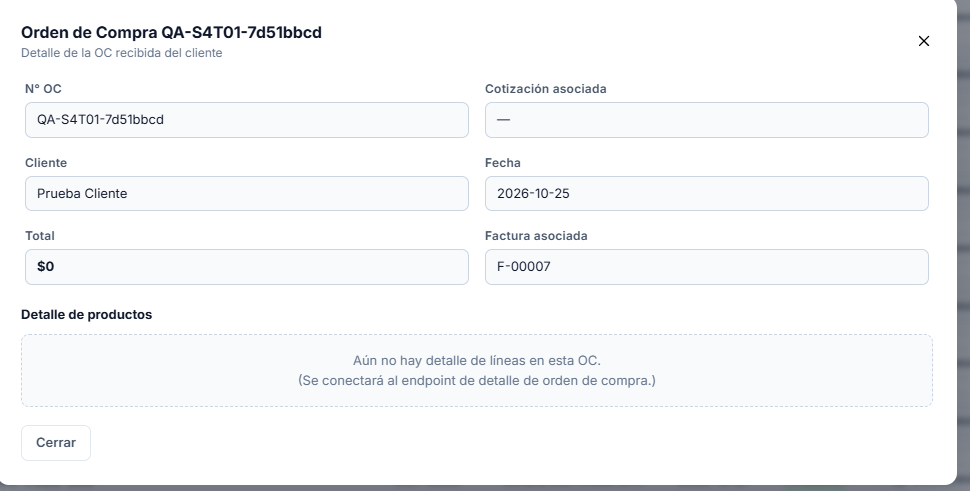 Orden de Compra QA-S4T01-7d51bbcd
Detalle de la OC recibida del cliente
N° OC
QA-S4T01-7d51bbcd
Cotización asociada
—
Cliente
Prueba Cliente
Fecha
2026-10-25
Total
$0
Factura asociada
F-00007
Detalle de productos
Aún no hay detalle de líneas en esta OC.
(Se conectará al endpoint de detalle de orden de compra.)
Cerrar